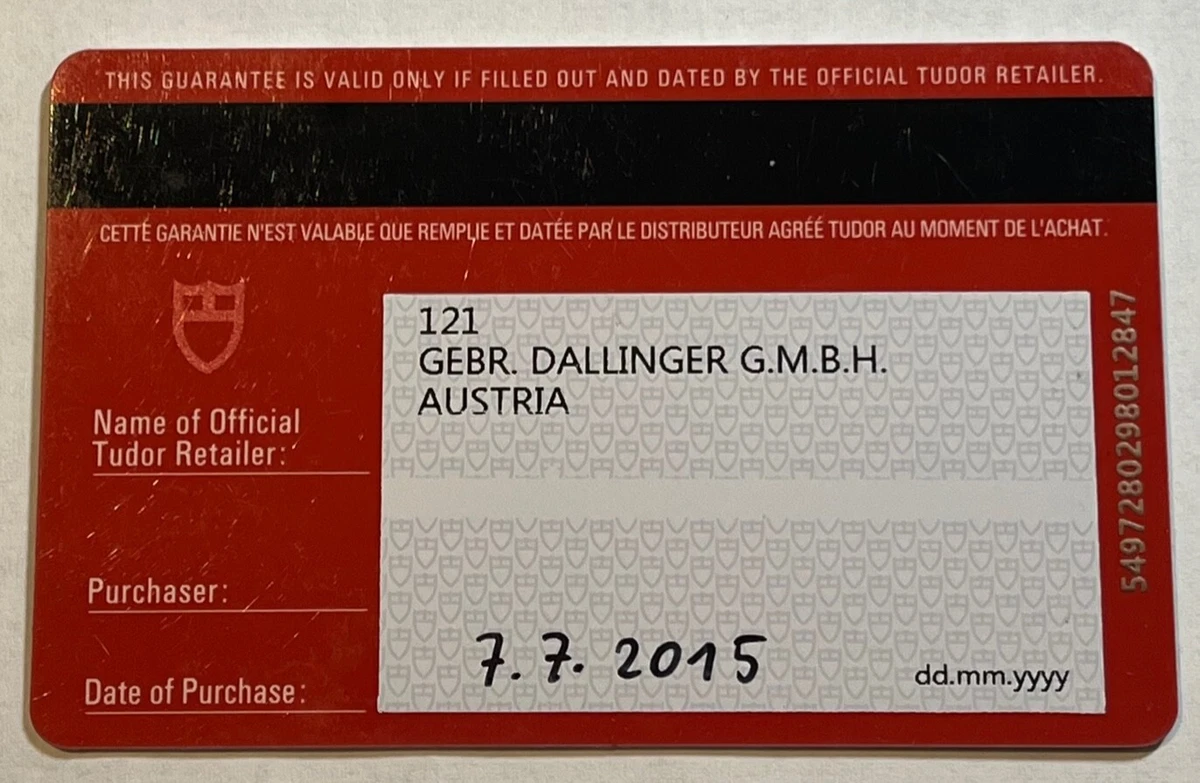 THIS GUARANTEE IS VALID ONLY IF FILLED OUT AND DATED BY THE OFFICIAL TUDOR RETAILER.
CETTE GARANTIE N'EST VALABLE QUE REMPLIE ET DATÉE PAR LE DISTRIBUTEUR AGRÉÉ TUDOR AU MOMENT DE L'ACHAT.
121
GEBR. DALLINGER G.M.B.H.
AUSTRIA
Name of Official
Tudor Retailer:
Purchaser:
Date of Purchase:
7.7.2015
dd.mm.yyyy
5497280298012847